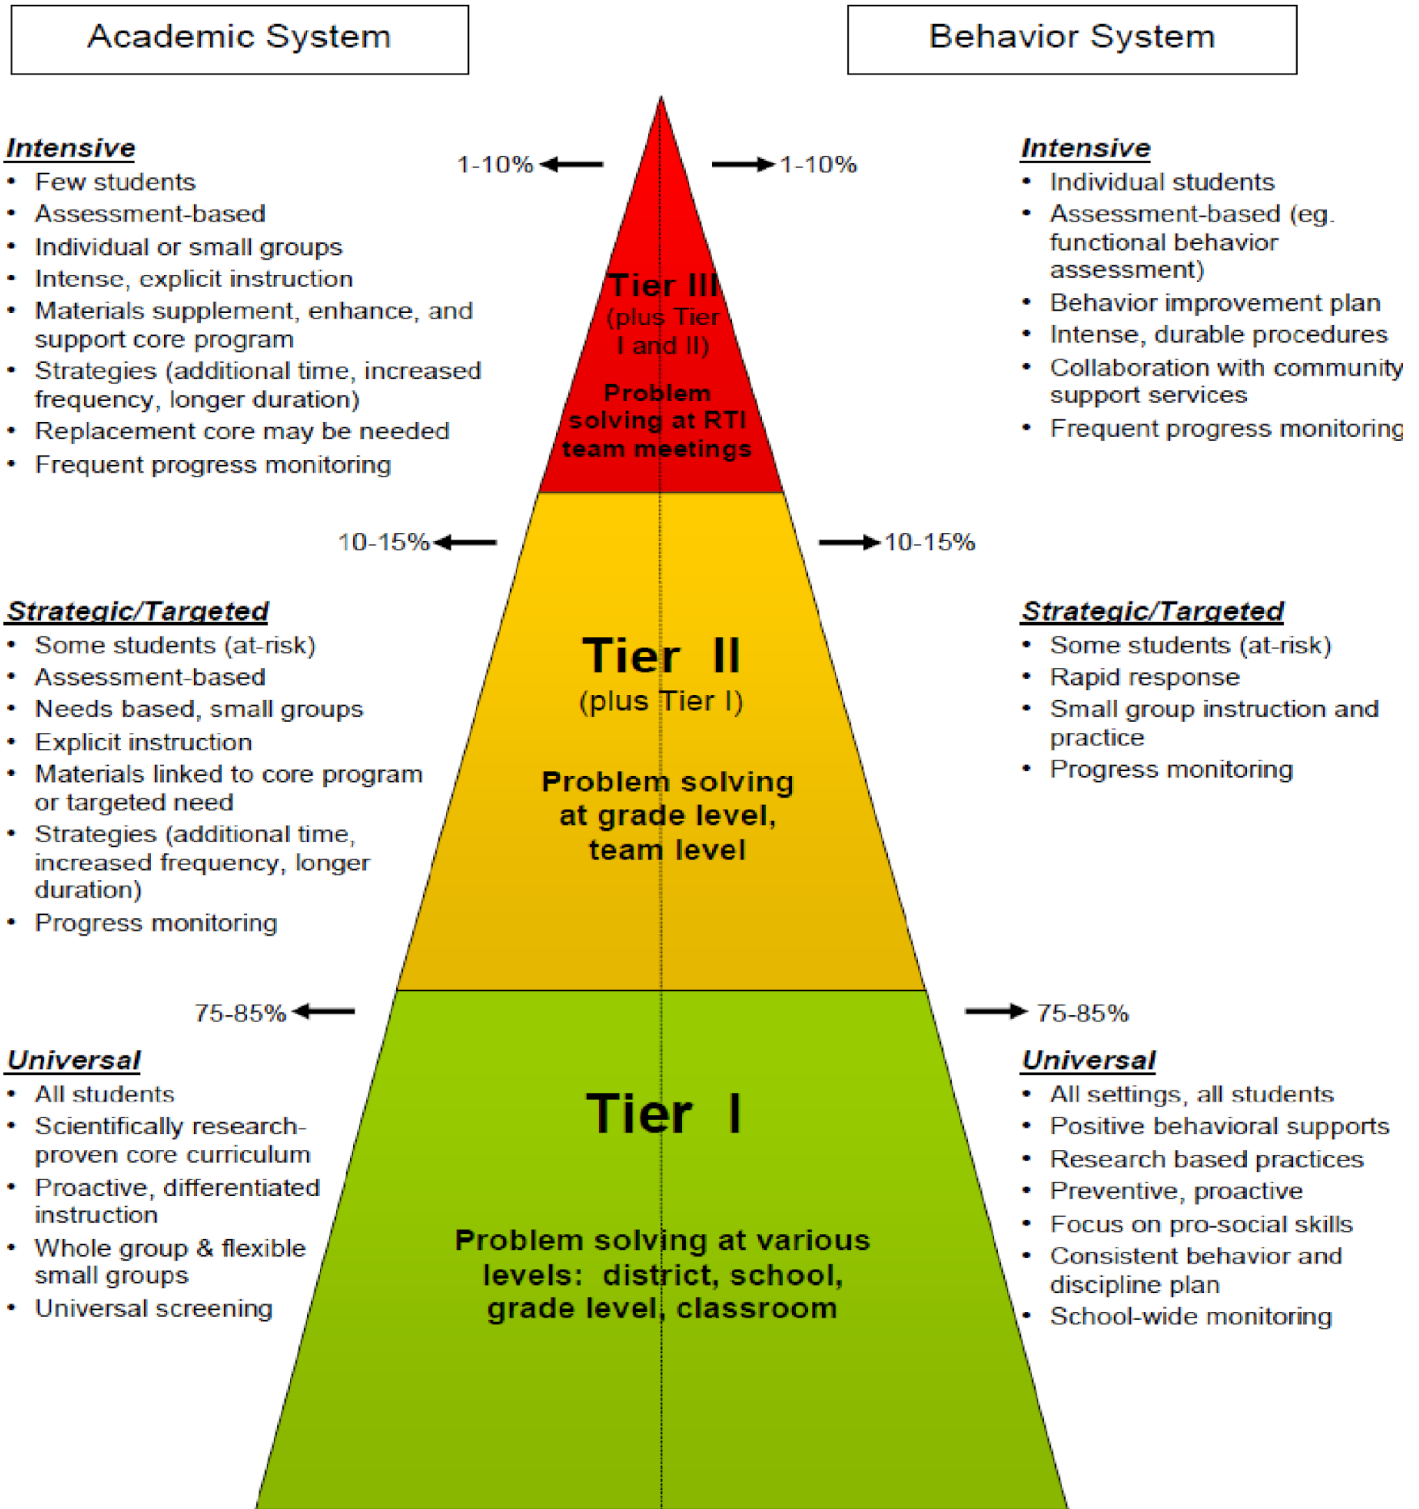 Academic System
Behavior System
Intensive
• Few students
• Assessment-based
• Individual or small groups
• Intense, explicit instruction
• Materials supplement, enhance, and
support core program
• Strategies (additional time, increased
frequency, longer duration)
• Replacement core may be needed
• Frequent progress monitoring
1-10%
1-10%
Intensive
• Individual students
• Assessment-based (eg.
functional behavior
assessment)
• Behavior improvement plan
• Intense, durable procedures
• Collaboration with community
support services
• Frequent progress monitoring
Tier III
(plus Tier
I and II)
Problem
solving at RTI
team meetings
10-15%
10-15%
Strategic/Targeted
• Some students (at-risk)
• Assessment-based
• Needs based, small groups
• Explicit instruction
• Materials linked to core program
or targeted need
• Strategies (additional time,
increased frequency, longer
duration)
• Progress monitoring
Tier II
(plus Tier I)
Problem solving
at grade level,
team level
Strategic/Targeted
• Some students (at-risk)
• Rapid response
• Small group instruction and
practice
• Progress monitoring
75-85%
75-85%
Universal
• All students
• Scientifically research-
proven core curriculum
• Proactive, differentiated
instruction
• Whole group & flexible
small groups
• Universal screening
Tier I
Problem solving at various
levels: district, school,
grade level, classroom
Universal
• All settings, all students
• Positive behavioral supports
• Research based practices
• Preventive, proactive
• Focus on pro-social skills
• Consistent behavior and
discipline plan
• School-wide monitoring